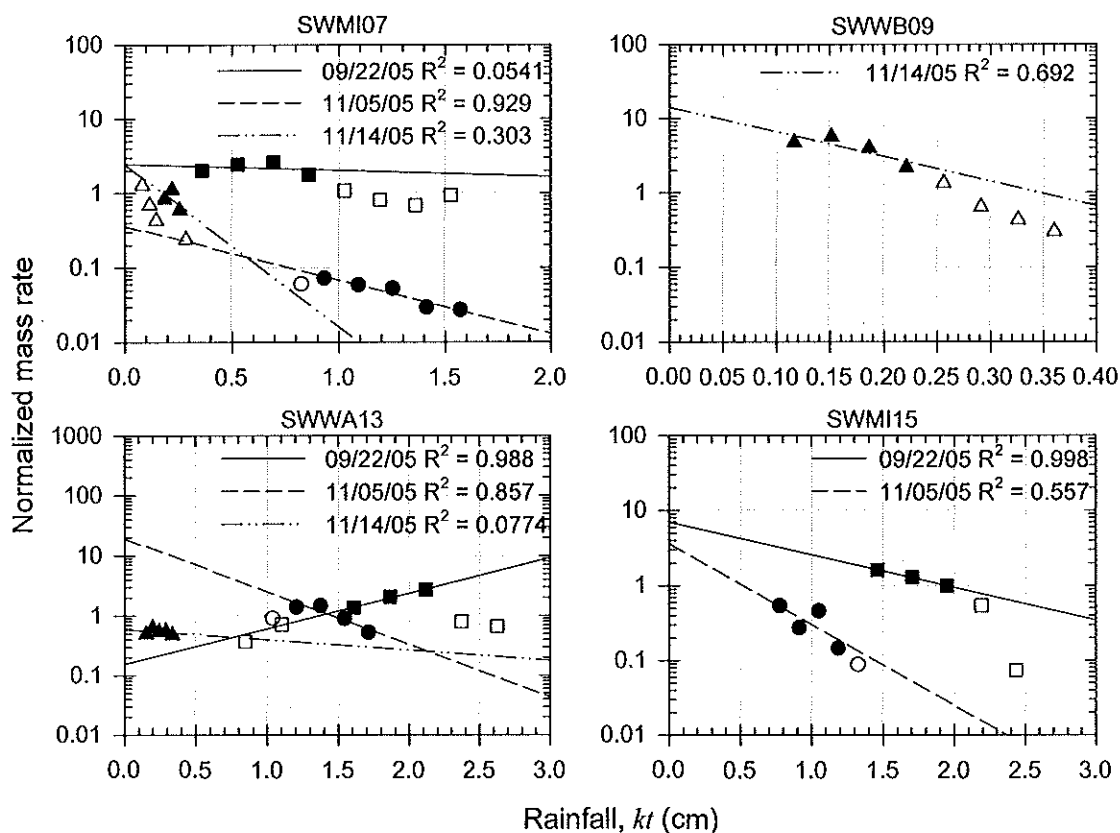 SWMI07
100
10
1
0.1
0.01
09/22/05 R² = 0.0541
11/05/05 R² = 0.929
11/14/05 R² = 0.303
0.0 0.5 1.0 1.5 2.0
SWWB09
100
10
1
0.1
0.01
11/14/05 R² = 0.692
0.00 0.05 0.10 0.15 0.20 0.25 0.30 0.35 0.40
Normalized mass rate
SWWA13
1000
100
10
1
0.1
0.01
09/22/05 R² = 0.988
11/05/05 R² = 0.857
11/14/05 R² = 0.0774
0.0 0.5 1.0 1.5 2.0 2.5 3.0
SWMI15
100
10
1
0.1
0.01
09/22/05 R² = 0.998
11/05/05 R² = 0.557
0.0 0.5 1.0 1.5 2.0 2.5 3.0
Rainfall, kt (cm)